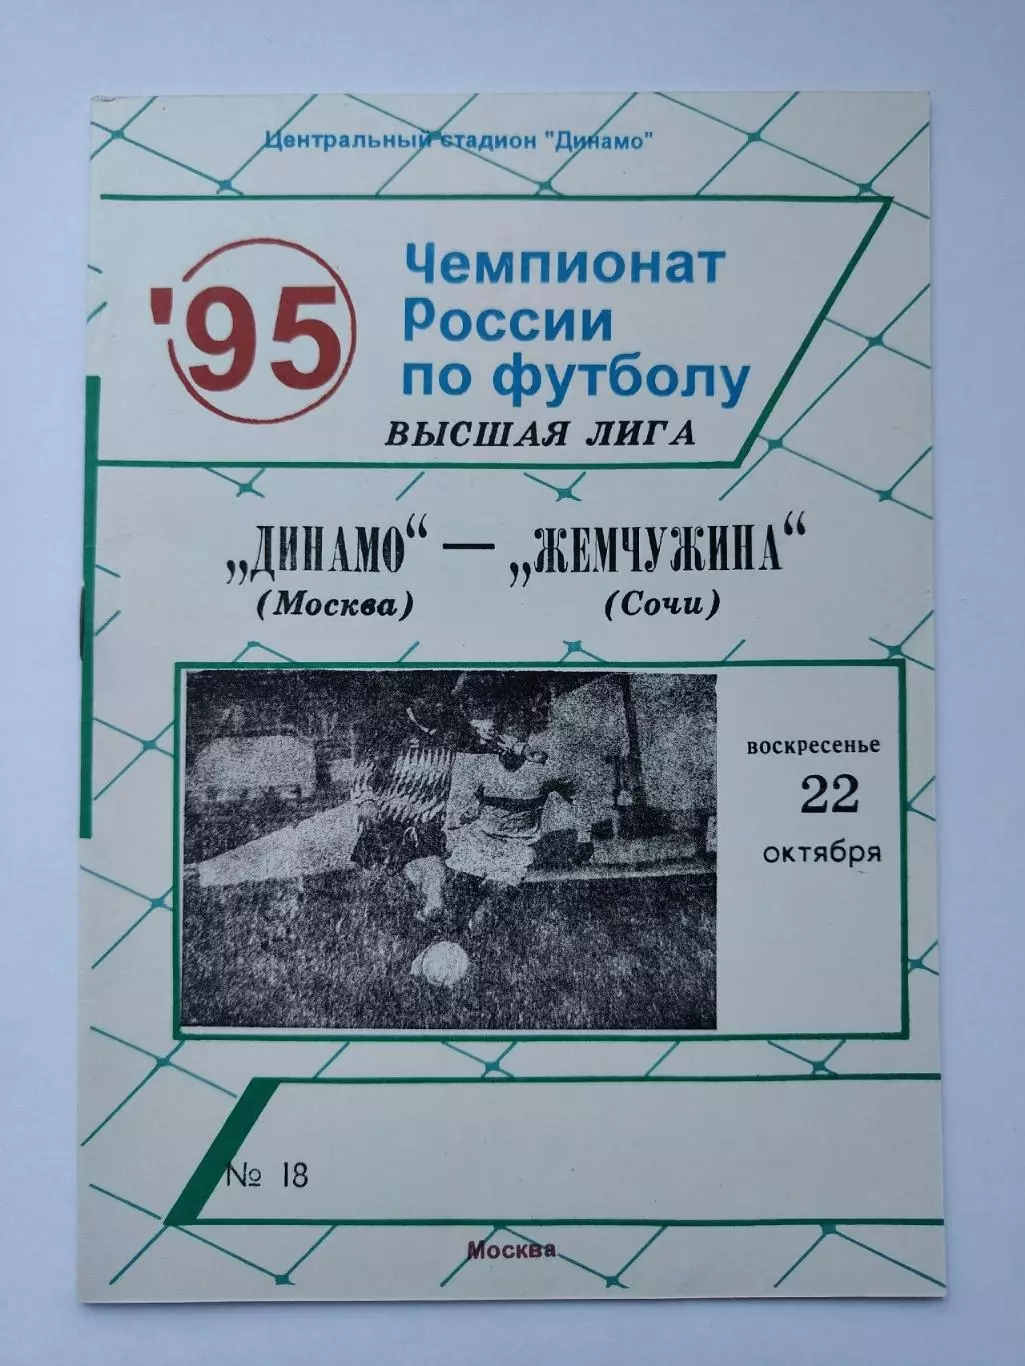 Центральный стадион "Динамо"
'95
Чемпионат
России
по футболу
ВЫСШАЯ ЛИГА
„ДИНАМО“ — „ЖЕМЧУЖИНА“
(Москва) (Сочи)
воскресенье
22
октября
№ 18
Москва